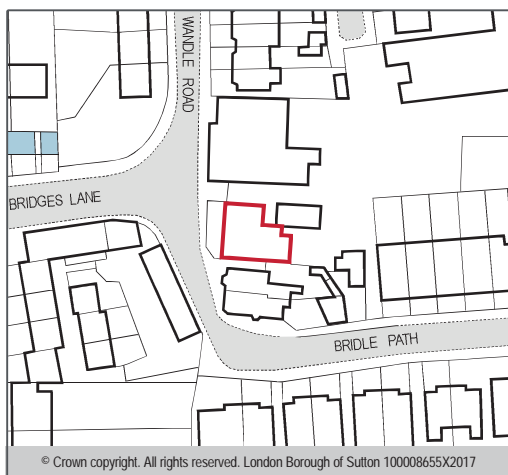 WANDLE ROAD
BRIDGES LANE
BRIDLE PATH
© Crown copyright. All rights reserved. London Borough of Sutton 100008655X2017